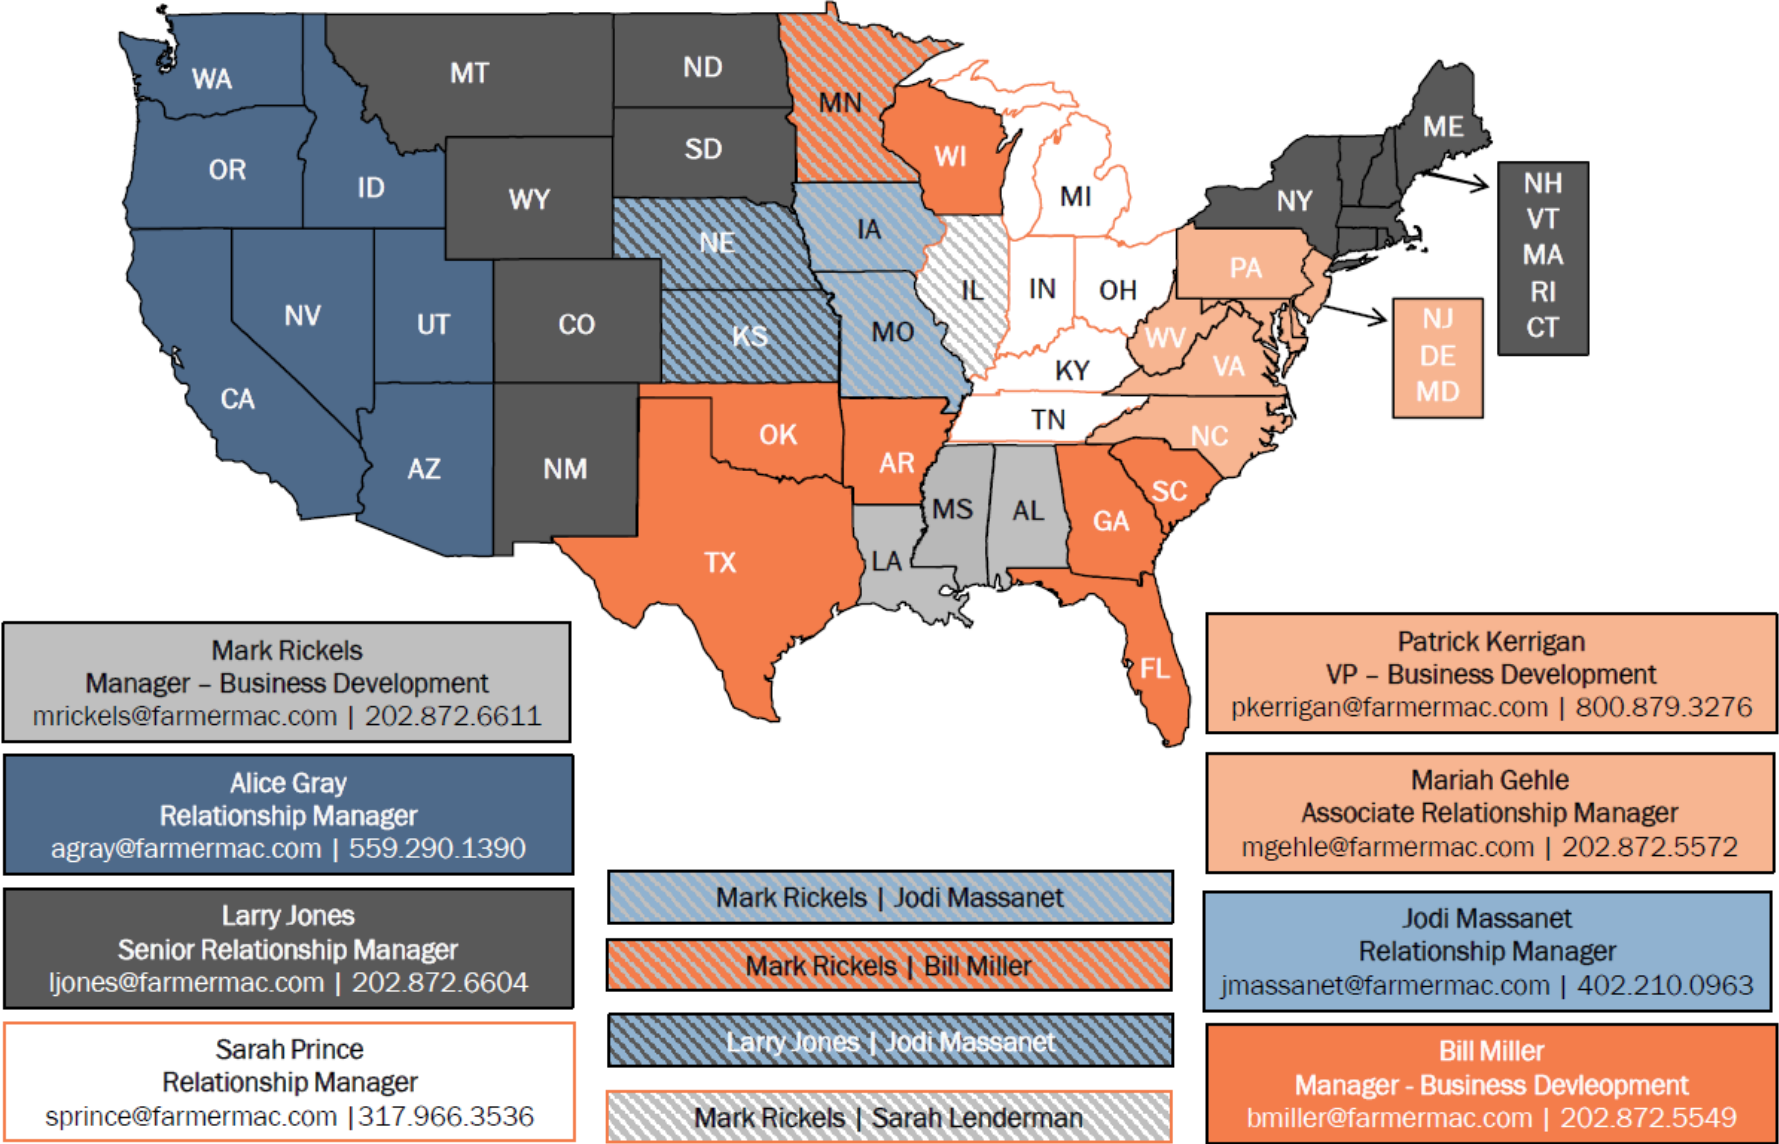 WA
MT
ND
MN
OR
ID
WY
SD
WI
MI
ME
NY
NH
VT
MA
RI
CT
NE
IA
PA
NV
UT
CO
KS
MO
IL
IN
OH
WV
VA
NJ
DE
MD
CA
KY
TN
NC
AZ
NM
OK
AR
SC
TX
LA
MS
AL
GA
FL
Mark Rickels
Manager – Business Development
mrickels@farmermac.com | 202.872.6611
Alice Gray
Relationship Manager
agray@farmermac.com | 559.290.1390
Larry Jones
Senior Relationship Manager
ljones@farmermac.com | 202.872.6604
Sarah Prince
Relationship Manager
sprince@farmermac.com |317.966.3536
Mark Rickels | Jodi Massanet
Mark Rickels | Bill Miller
Larry Jones | Jodi Massanet
Mark Rickels | Sarah Lenderman
Patrick Kerrigan
VP – Business Development
pkerrigan@farmermac.com | 800.879.3276
Mariah Gehle
Associate Relationship Manager
mgehle@farmermac.com | 202.872.5572
Jodi Massanet
Relationship Manager
jmassanet@farmermac.com | 402.210.0963
Bill Miller
Manager - Business Devleopment
bmiller@farmermac.com | 202.872.5549